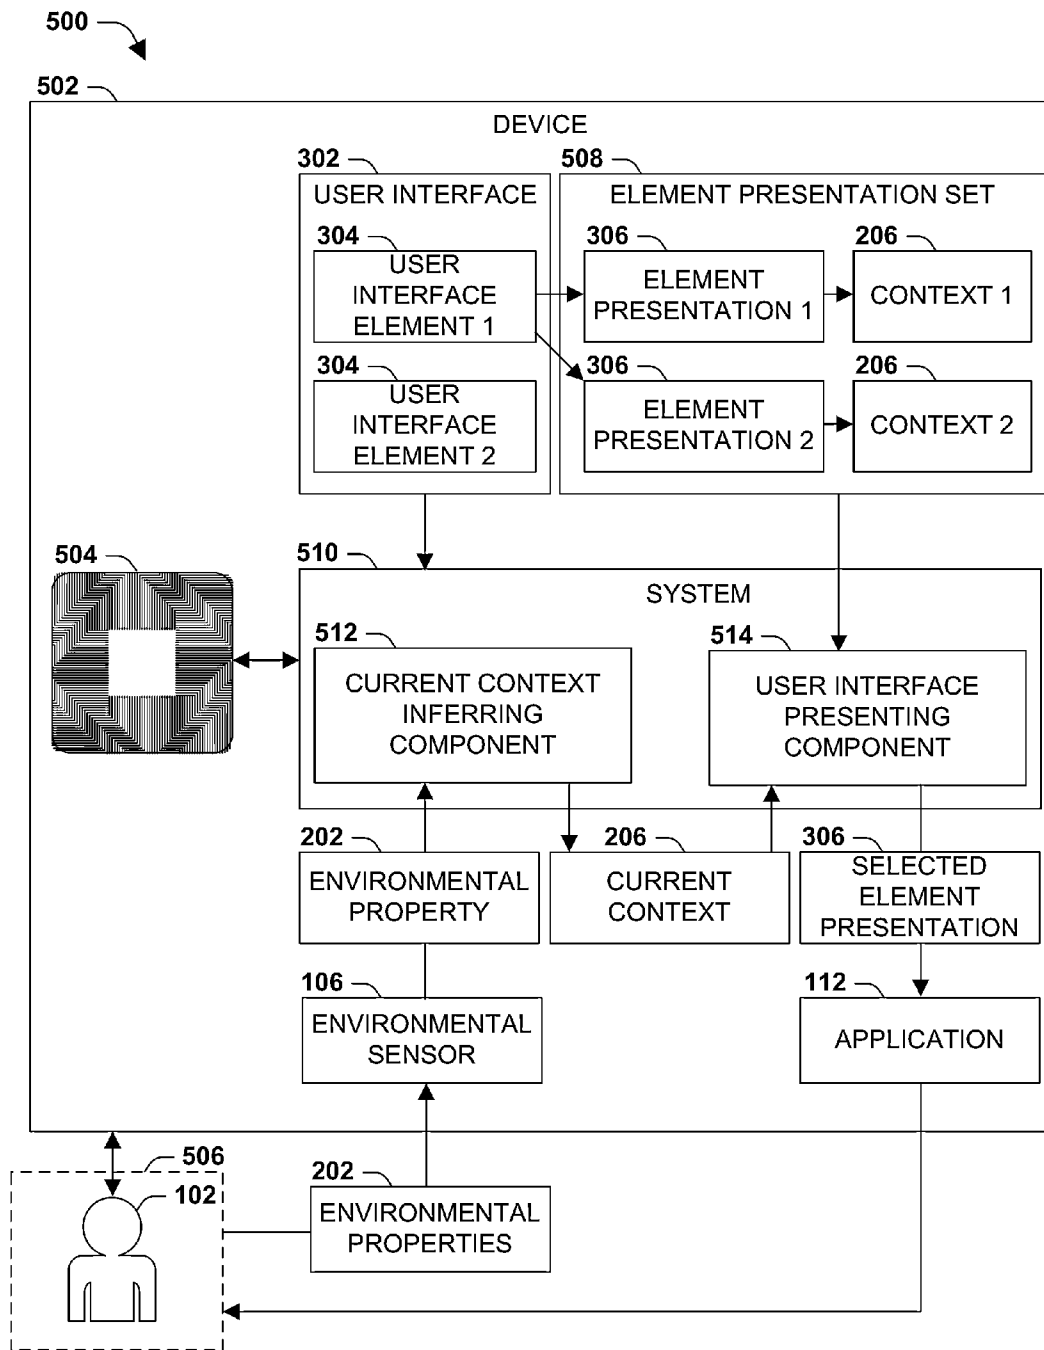 500
502
DEVICE
302
508
USER INTERFACE
ELEMENT PRESENTATION SET
304
306
206
USER
INTERFACE
ELEMENT 1
ELEMENT
PRESENTATION 1
CONTEXT 1
304
306
206
USER
INTERFACE
ELEMENT 2
ELEMENT
PRESENTATION 2
CONTEXT 2
504
510
SYSTEM
512
514
CURRENT CONTEXT
INFERRING
COMPONENT
USER INTERFACE
PRESENTING
COMPONENT
202
206
306
ENVIRONMENTAL
PROPERTY
CURRENT
CONTEXT
SELECTED
ELEMENT
PRESENTATION
106
112
ENVIRONMENTAL
SENSOR
APPLICATION
506
102
202
ENVIRONMENTAL
PROPERTIES